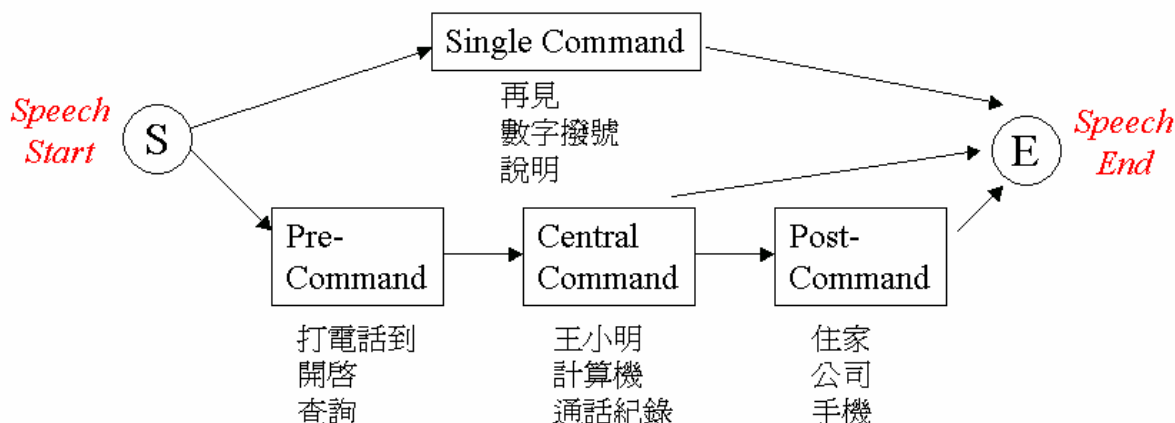 Single Command
再見
數字撥號
說明
Speech
Start
S
E
Speech
End
Pre-
Command
打電話到
開啓
查詢
Central
Command
王小明
計算機
通話紀錄
Post-
Command
住家
公司
手機